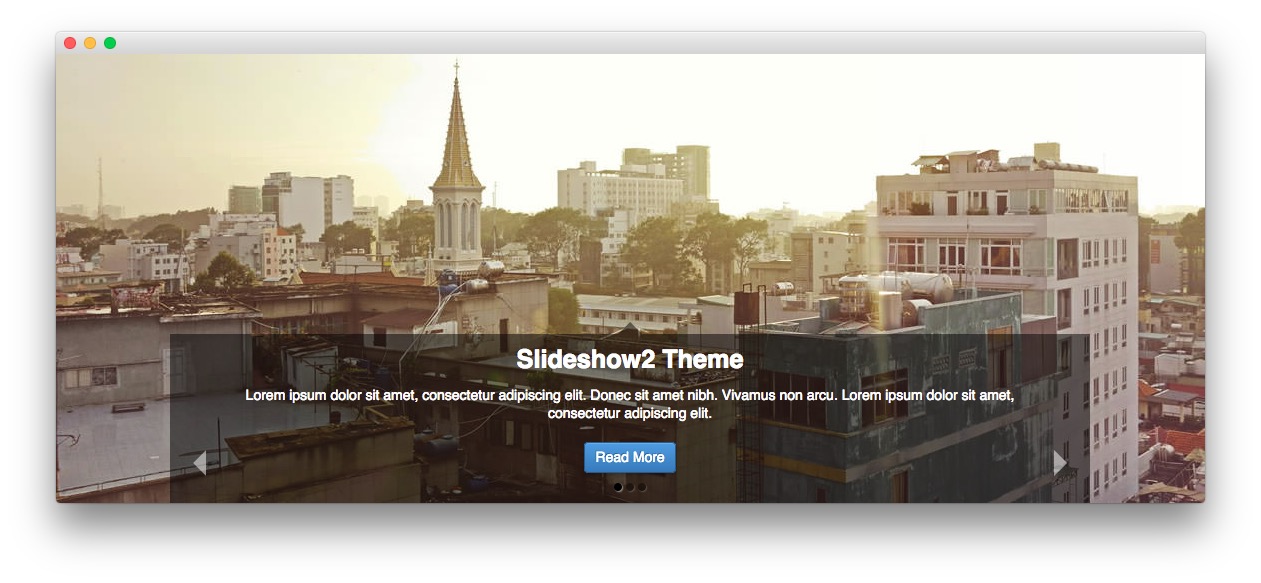 Slideshow2 Theme
Lorem ipsum dolor sit amet, consectetur adipiscing elit. Donec sit amet nibh. Vivamus non arcu. Lorem ipsum dolor sit amet,
consectetur adipiscing elit.
Read More